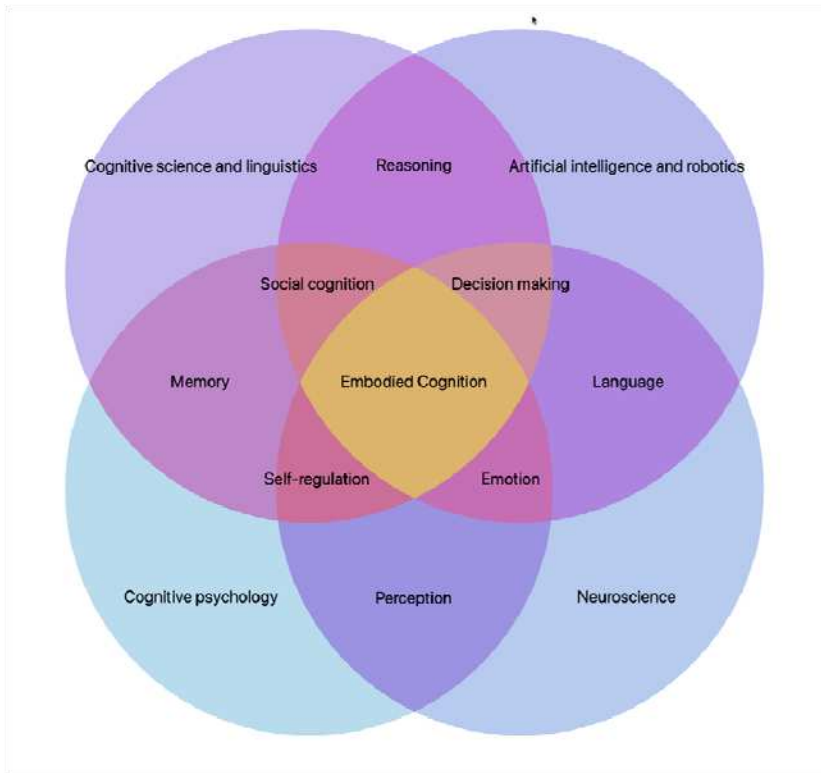 Cognitive science and linguistics
Reasoning
Artificial intelligence and robotics
Social cognition
Decision making
Memory
Embodied Cognition
Language
Self-regulation
Emotion
Cognitive psychology
Perception
Neuroscience